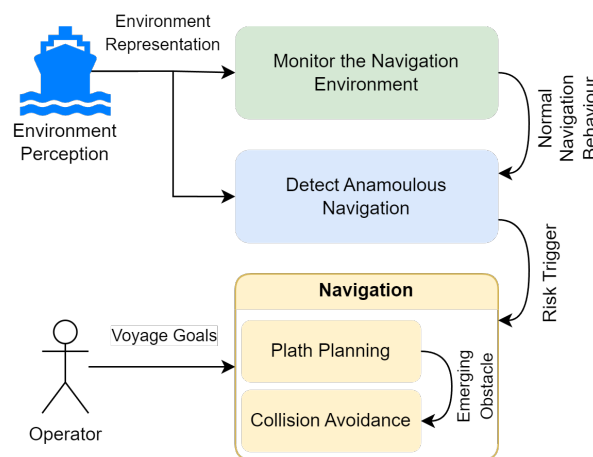 Environment
Representation
Monitor the Navigation
Environment
Environment
Perception
Normal
Navigation
Behaviour
Detect Anamoulous
Navigation
Risk Trigger
Navigation
Voyage Goals
Plath Planning
Emerging
Obstacle
Collision Avoidance
Operator